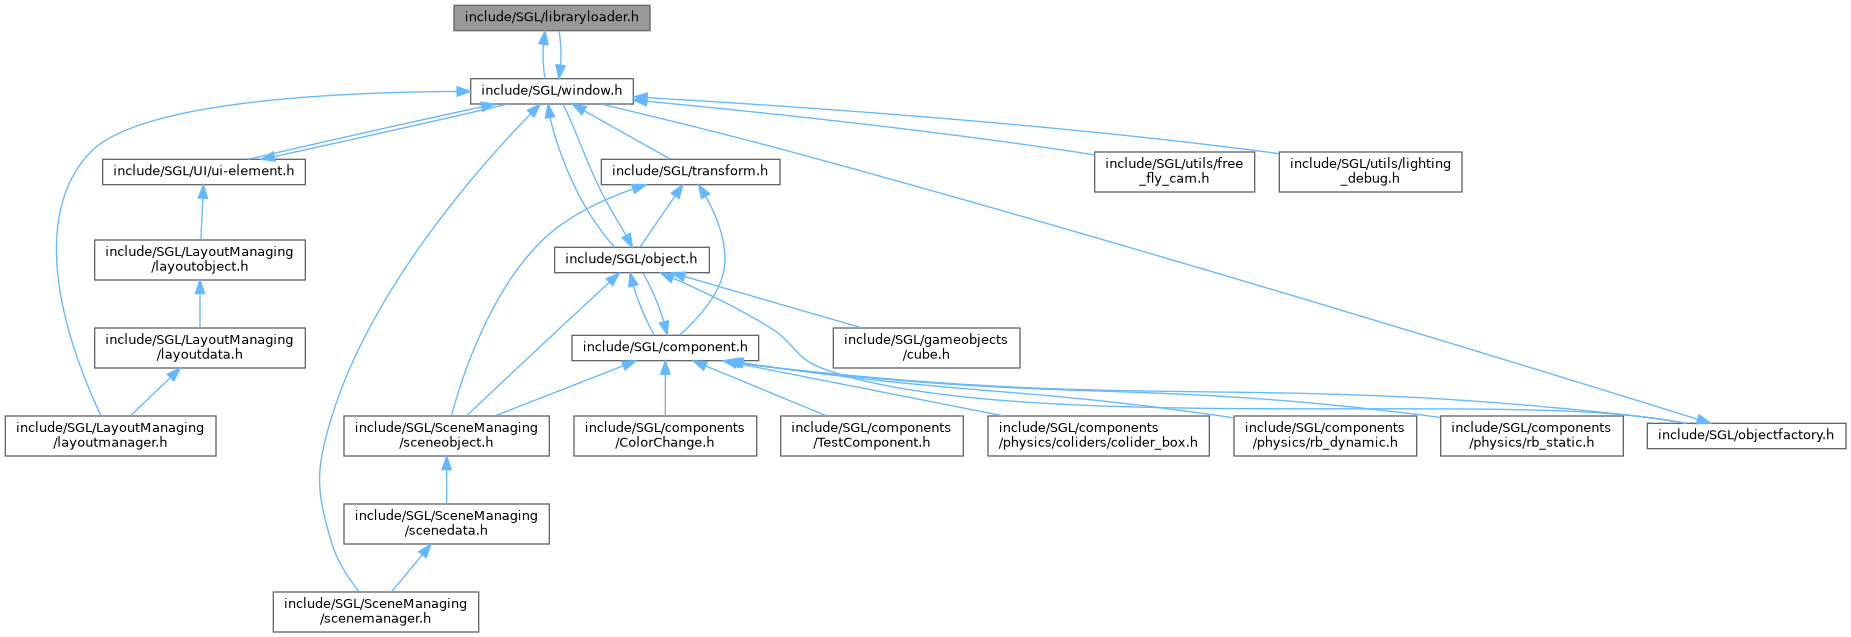 include/SGL/libraryloader.h
include/SGL/window.h
include/SGL/UI/ui-element.h
include/SGL/transform.h
include/SGL/utils/free
_fly_cam.h
include/SGL/utils/lighting
_debug.h
include/SGL/LayoutManaging
/layoutobject.h
include/SGL/object.h
include/SGL/LayoutManaging
/layoutdata.h
include/SGL/component.h
include/SGL/gameobjects
/cube.h
include/SGL/LayoutManaging
/layoutmanager.h
include/SGL/SceneManaging
/sceneobject.h
include/SGL/components
/ColorChange.h
include/SGL/components
/TestComponent.h
include/SGL/components
/physics/coliders/colider_box.h
include/SGL/components
/physics/rb_dynamic.h
include/SGL/components
/physics/rb_static.h
include/SGL/objectfactory.h
include/SGL/SceneManaging
/scenedata.h
include/SGL/SceneManaging
/scenemanager.h